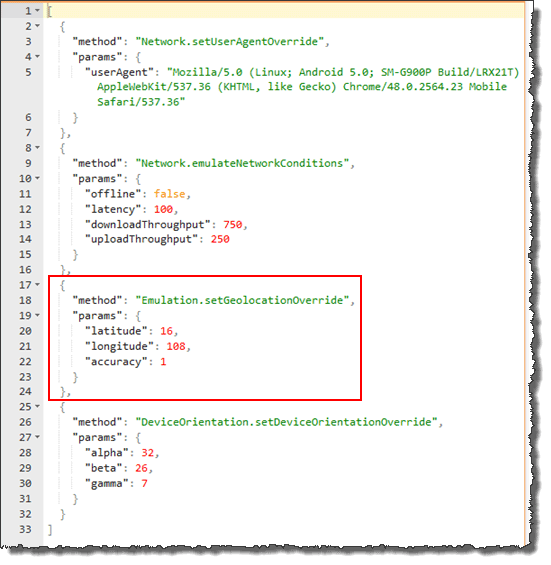 1 [
2 {
3 "method": "Network.setUserAgentOverride",
4 "params": {
5 "userAgent": "Mozilla/5.0 (Linux; Android 5.0; SM-G900P Build/LRX21T)
AppleWebKit/537.36 (KHTML, like Gecko) Chrome/48.0.2564.23 Mobile
Safari/537.36"
6 }
7 },
8 {
9 "method": "Network.emulateNetworkConditions",
10 "params": {
11 "offline": false,
12 "latency": 100,
13 "downloadThroughput": 750,
14 "uploadThroughput": 250
15 }
16 },
17 {
18 "method": "Emulation.setGeolocationOverride",
19 "params": {
20 "latitude": 16,
21 "longitude": 108,
22 "accuracy": 1
23 }
24 },
25 {
26 "method": "DeviceOrientation.setDeviceOrientationOverride",
27 "params": {
28 "alpha": 32,
29 "beta": 26,
30 "gamma": 7
31 }
32 }
33 ]